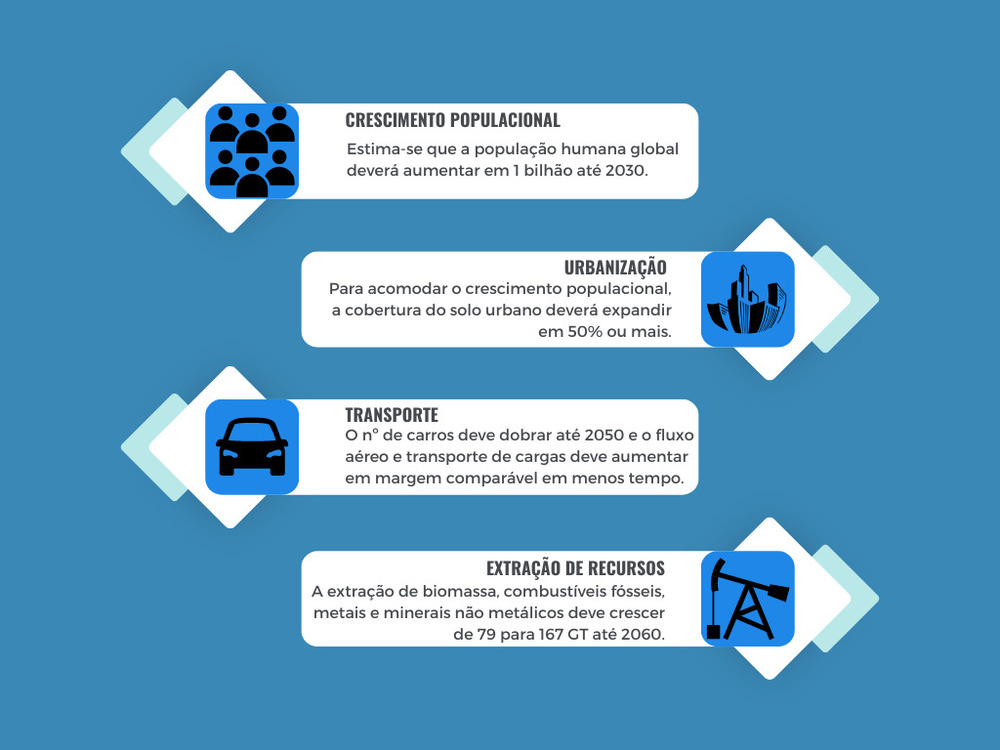 CRESCIMENTO POPULACIONAL
Estima-se que a população humana global
deverá aumentar em 1 bilhão até 2030.
URBANIZAÇÃO
Para acomodar o crescimento populacional,
a cobertura do solo urbano deverá expandir
em 50% ou mais.
TRANSPORTE
O nº de carros deve dobrar até 2050 e o fluxo
aéreo e transporte de cargas deve aumentar
em margem comparável em menos tempo.
EXTRAÇÃO DE RECURSOS
A extração de biomassa, combustíveis fósseis,
metais e minerais não metálicos deve crescer
de 79 para 167 GT até 2060.